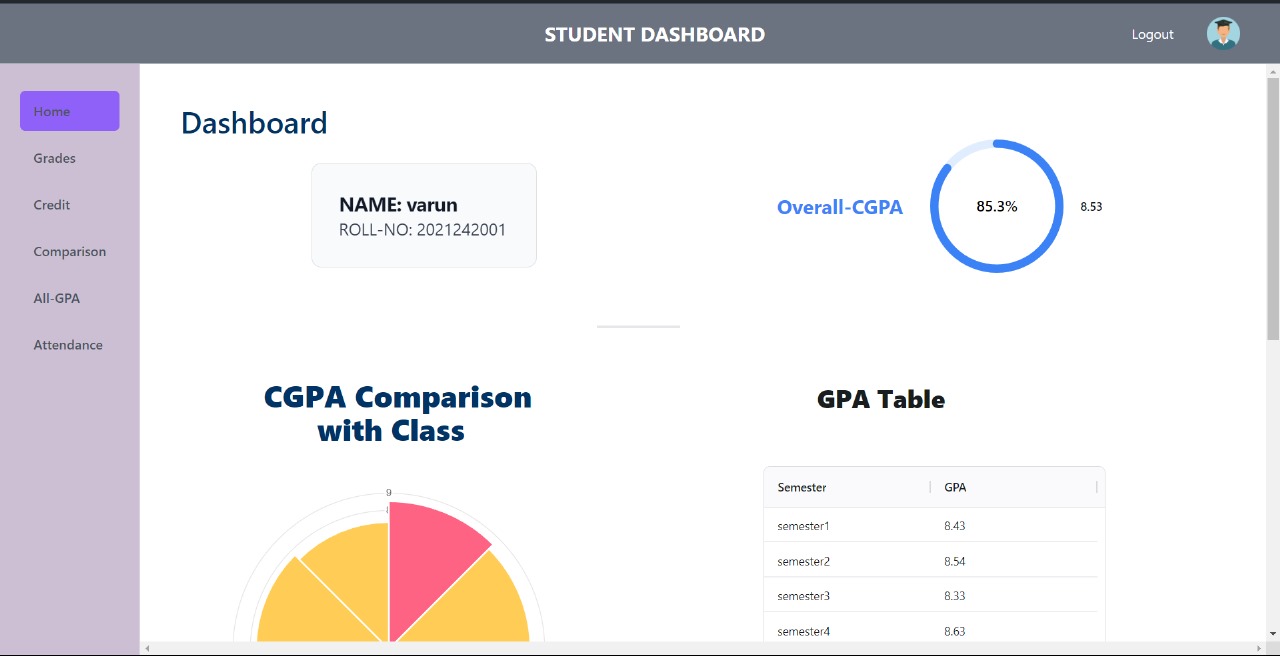 STUDENT DASHBOARD
Logout
Home
Grades
Credit
Comparison
All-GPA
Attendance
Dashboard
NAME: varun
ROLL-NO: 2021242001
Overall-CGPA
85.3%
8.53
CGPA Comparison
with Class
9
GPA Table
Semester GPA
semester1 8.43
semester2 8.54
semester3 8.33
semester4 8.63